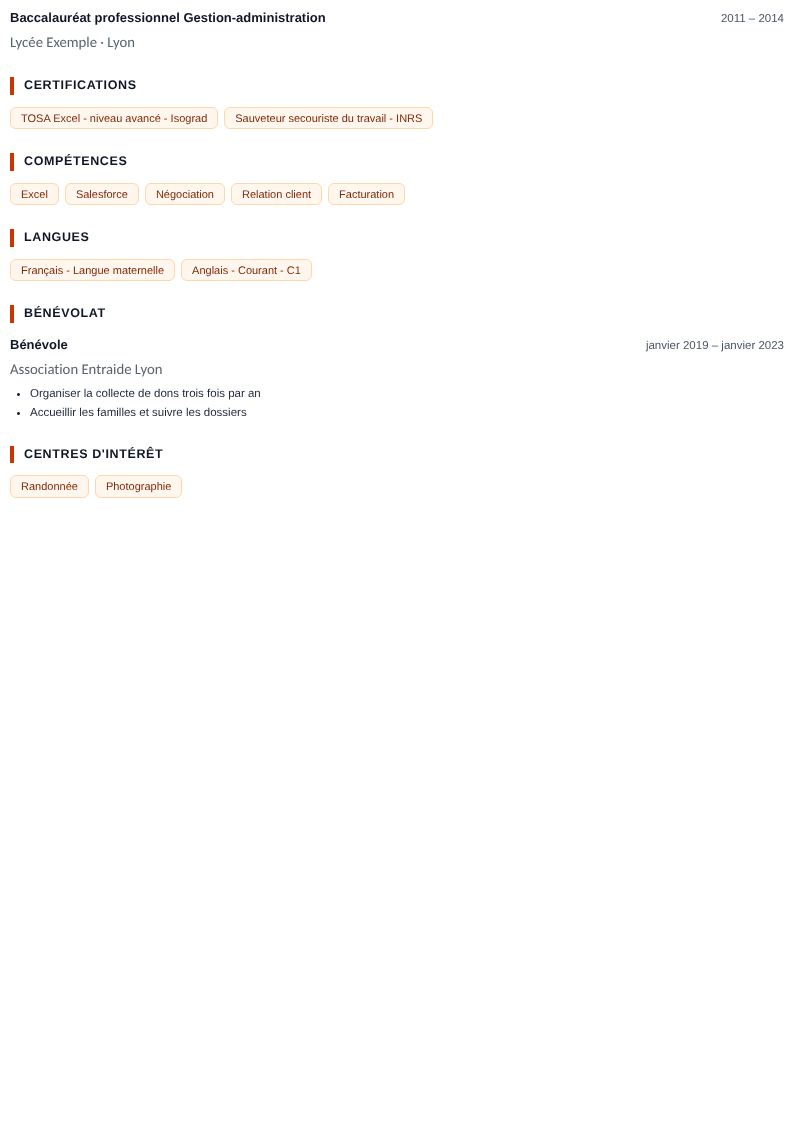 Baccalauréat professionnel Gestion-administration 2011 – 2014
Lycée Exemple · Lyon
CERTIFICATIONS
TOSA Excel - niveau avancé - Isograd Sauveteur secouriste du travail - INRS
COMPÉTENCES
Excel Salesforce Négociation Relation client Facturation
LANGUES
Français - Langue maternelle Anglais - Courant - C1
BÉNÉVOLAT
Bénévole janvier 2019 – janvier 2023
Association Entraide Lyon
• Organiser la collecte de dons trois fois par an
• Accueillir les familles et suivre les dossiers
CENTRES D'INTÉRÊT
Randonnée Photographie